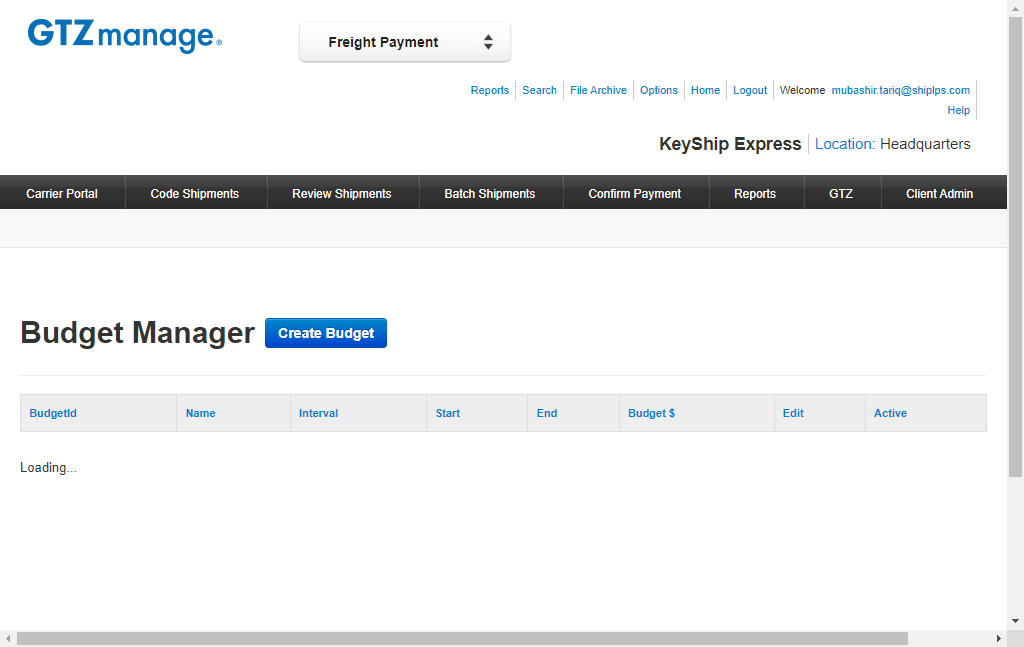 GTZmanage®
Freight Payment
Reports Search File Archive Options Home Logout Welcome mubashir.tariq@shiplps.com
Help
KeyShip Express Location: Headquarters
Carrier Portal Code Shipments Review Shipments Batch Shipments Confirm Payment Reports GTZ Client Admin
Budget Manager Create Budget
BudgetId Name Interval Start End Budget $ Edit Active
Loading...